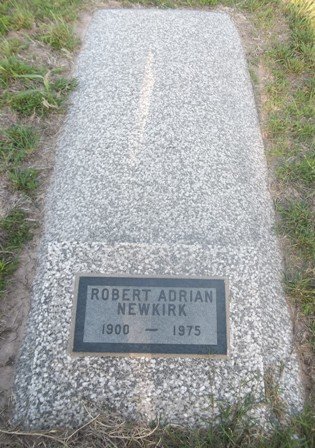 ROBERT ADRIAN
NEWKIRK
1900 — 1975